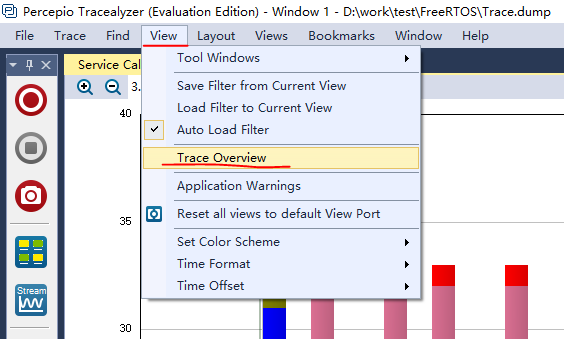 Percepio Tracealyzer (Evaluation Edition) - Window 1 - D:\work\test\FreeRTOS\Trace.dump
File Trace Find View Layout Views Bookmarks Window Help
Service Cal
3.
Tool Windows
Save Filter from Current View
Load Filter to Current View
Auto Load Filter
Trace Overview
Application Warnings
Reset all views to default View Port
Set Color Scheme
Time Format
Time Offset
40
35
30
Stream